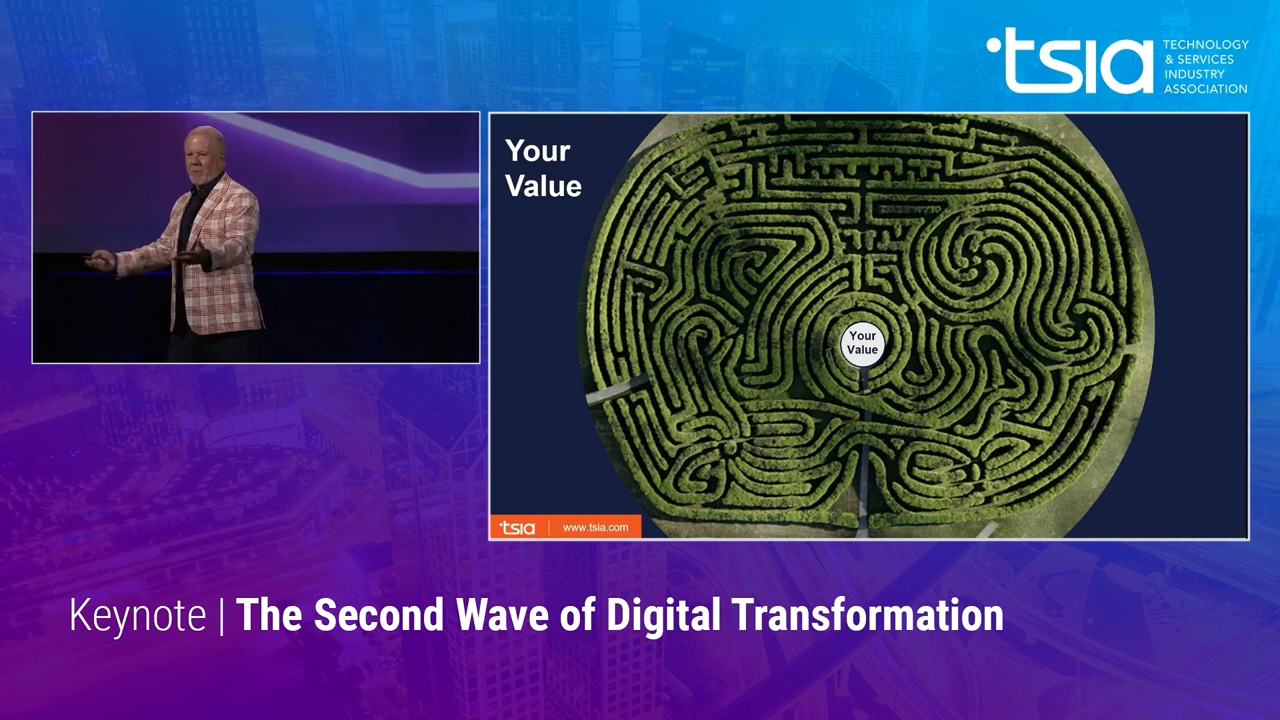 tsia
TECHNOLOGY
& SERVICES
INDUSTRY
ASSOCIATION
Your
Value
Your
Value
tsia | www.tsia.com
Keynote | The Second Wave of Digital Transformation